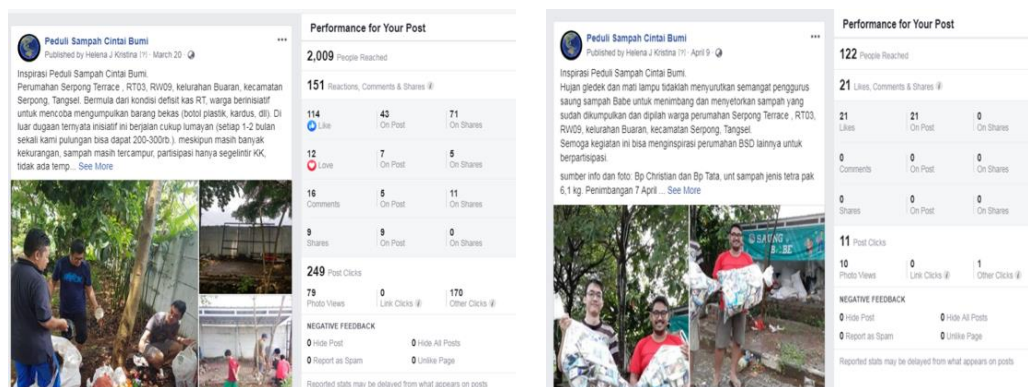 Peduli Sampah Cintai Bumi
Published by Helena J Kristina [?] · March 20 ·
Inspirasi Peduli Sampah Cintai Bumi.
Perumahan Serpong Terrace , RT03, RW09, kelurahan Buaran, kecamatan
Serpong, Tangsel. Bermula dari kondisi defisit kas RT, warga berinisiatif
untuk mencoba mengumpulkan barang bekas (botol plastik, kardus, dll). Di
luar dugaan ternyata inisiatif ini berjalan cukup lumayan (setiap 1-2 bulan
sekali kami pulungan bisa dapat 200-300rb ). meskipun masih banyak
kekurangan, sampah masih tercampur, partisipasi hanya segelintir KK,
tidak ada temp... See More
Performance for Your Post
2,009 People Reached
151 Reactions, Comments & Shares
114 Like
43 On Post
71 On Shares
12 Love
7 On Post
5 On Shares
16 Comments
5 On Post
11 On Shares
9 Shares
9 On Post
0 On Shares
249 Post Clicks
79 Photo Views
0 Link Clicks
170 Other Clicks
NEGATIVE FEEDBACK
0 Hide Post
0 Hide All Posts
0 Report as Spam
0 Unlike Page
Reported stats may be delayed from what appears on posts
Peduli Sampah Cintai Bumi
Published by Helena J Kristina [?] · April 9 ·
Inspirasi Peduli Sampah Cintai Bumi.
Hujan gledek dan mati lampu tidaklah menyurutkan semangat penggurus
saung sampah Babe untuk menimbang dan menyetorkan sampah yang
sudah dikumpulkan dan dipilah warga perumahan Serpong Terrace , RT03,
RW09, kelurahan Buaran, kecamatan Serpong, Tangsel.
Semoga kegiatan ini bisa menginspirasi perumahan BSD lainnya untuk
berpartisipasi.
sumber info dan foto: Bp Christian dan Bp Tata, unt sampah jenis tetra pak
6,1 kg. Penimbangan 7 April ... See More
SAUNG
Performance for Your Post
122 People Reached
21 Likes, Comments & Shares
21 Likes
21 On Post
0 On Shares
0 Comments
0 On Post
0 On Shares
0 Shares
0 On Post
0 On Shares
11 Post Clicks
10 Photo Views
0 Link Clicks
1 Other Clicks
NEGATIVE FEEDBACK
0 Hide Post
0 Hide All Posts
0 Report as Spam
0 Unlike Page
Reported stats may be delayed from what appears on posts